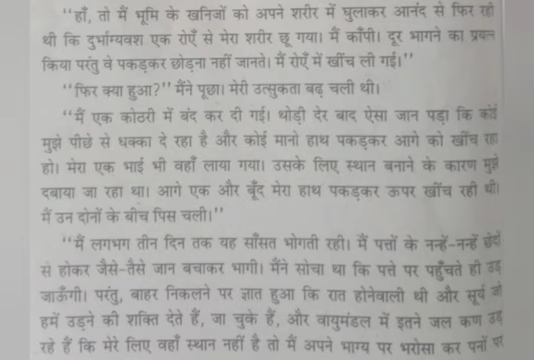 “हाँ, तो मैं भूमि के खनिजों को अपने शरीर में घुलाकर आनंद से फिर रही
थी कि दुर्भाग्यवश एक रोएँ से मेरा शरीर छू गया। मैं काँपी। दूर भागने का प्रयत्न
किया परंतु वे पकड़कर छोड़ना नहीं जानते। मैं रोएँ में खींच ली गई।”
“फिर क्या हुआ?” मैंने पूछा। मेरी उत्सुकता बढ़ चली थी।
“मैं एक कोठरी में बंद कर दी गई। थोड़ी देर बाद ऐसा जान पड़ा कि कोई
मुझे पीछे से धक्का दे रहा है और कोई मानो हाथ पकड़कर आगे को खींच रहा
हो। मेरा एक भाई भी वहाँ लाया गया। उसके लिए स्थान बनाने के कारण मुझे
दबाया जा रहा था। आगे एक और बूँद मेरा हाथ पकड़कर ऊपर खींच रही थी।
मैं उन दोनों के बीच पिस चली।”
“मैं लगभग तीन दिन तक यह साँसत भोगती रही। मैं पत्तों के नन्हें-नन्हें छेदों
से होकर जैसे-तैसे जान बचाकर भागी। मैंने सोचा था कि पत्ते पर पहुँचते ही उड़
जाऊँगी। परंतु, बाहर निकलने पर ज्ञात हुआ कि रात होनेवाली थी और सूर्य जो
हमें उड़ने की शक्ति देते हैं, जा चुके हैं, और वायुमंडल में इतने जल कण उड़
रहे हैं कि मेरे लिए वहाँ स्थान नहीं है तो मैं अपने भाग्य पर भरोसा कर पत्तों पर